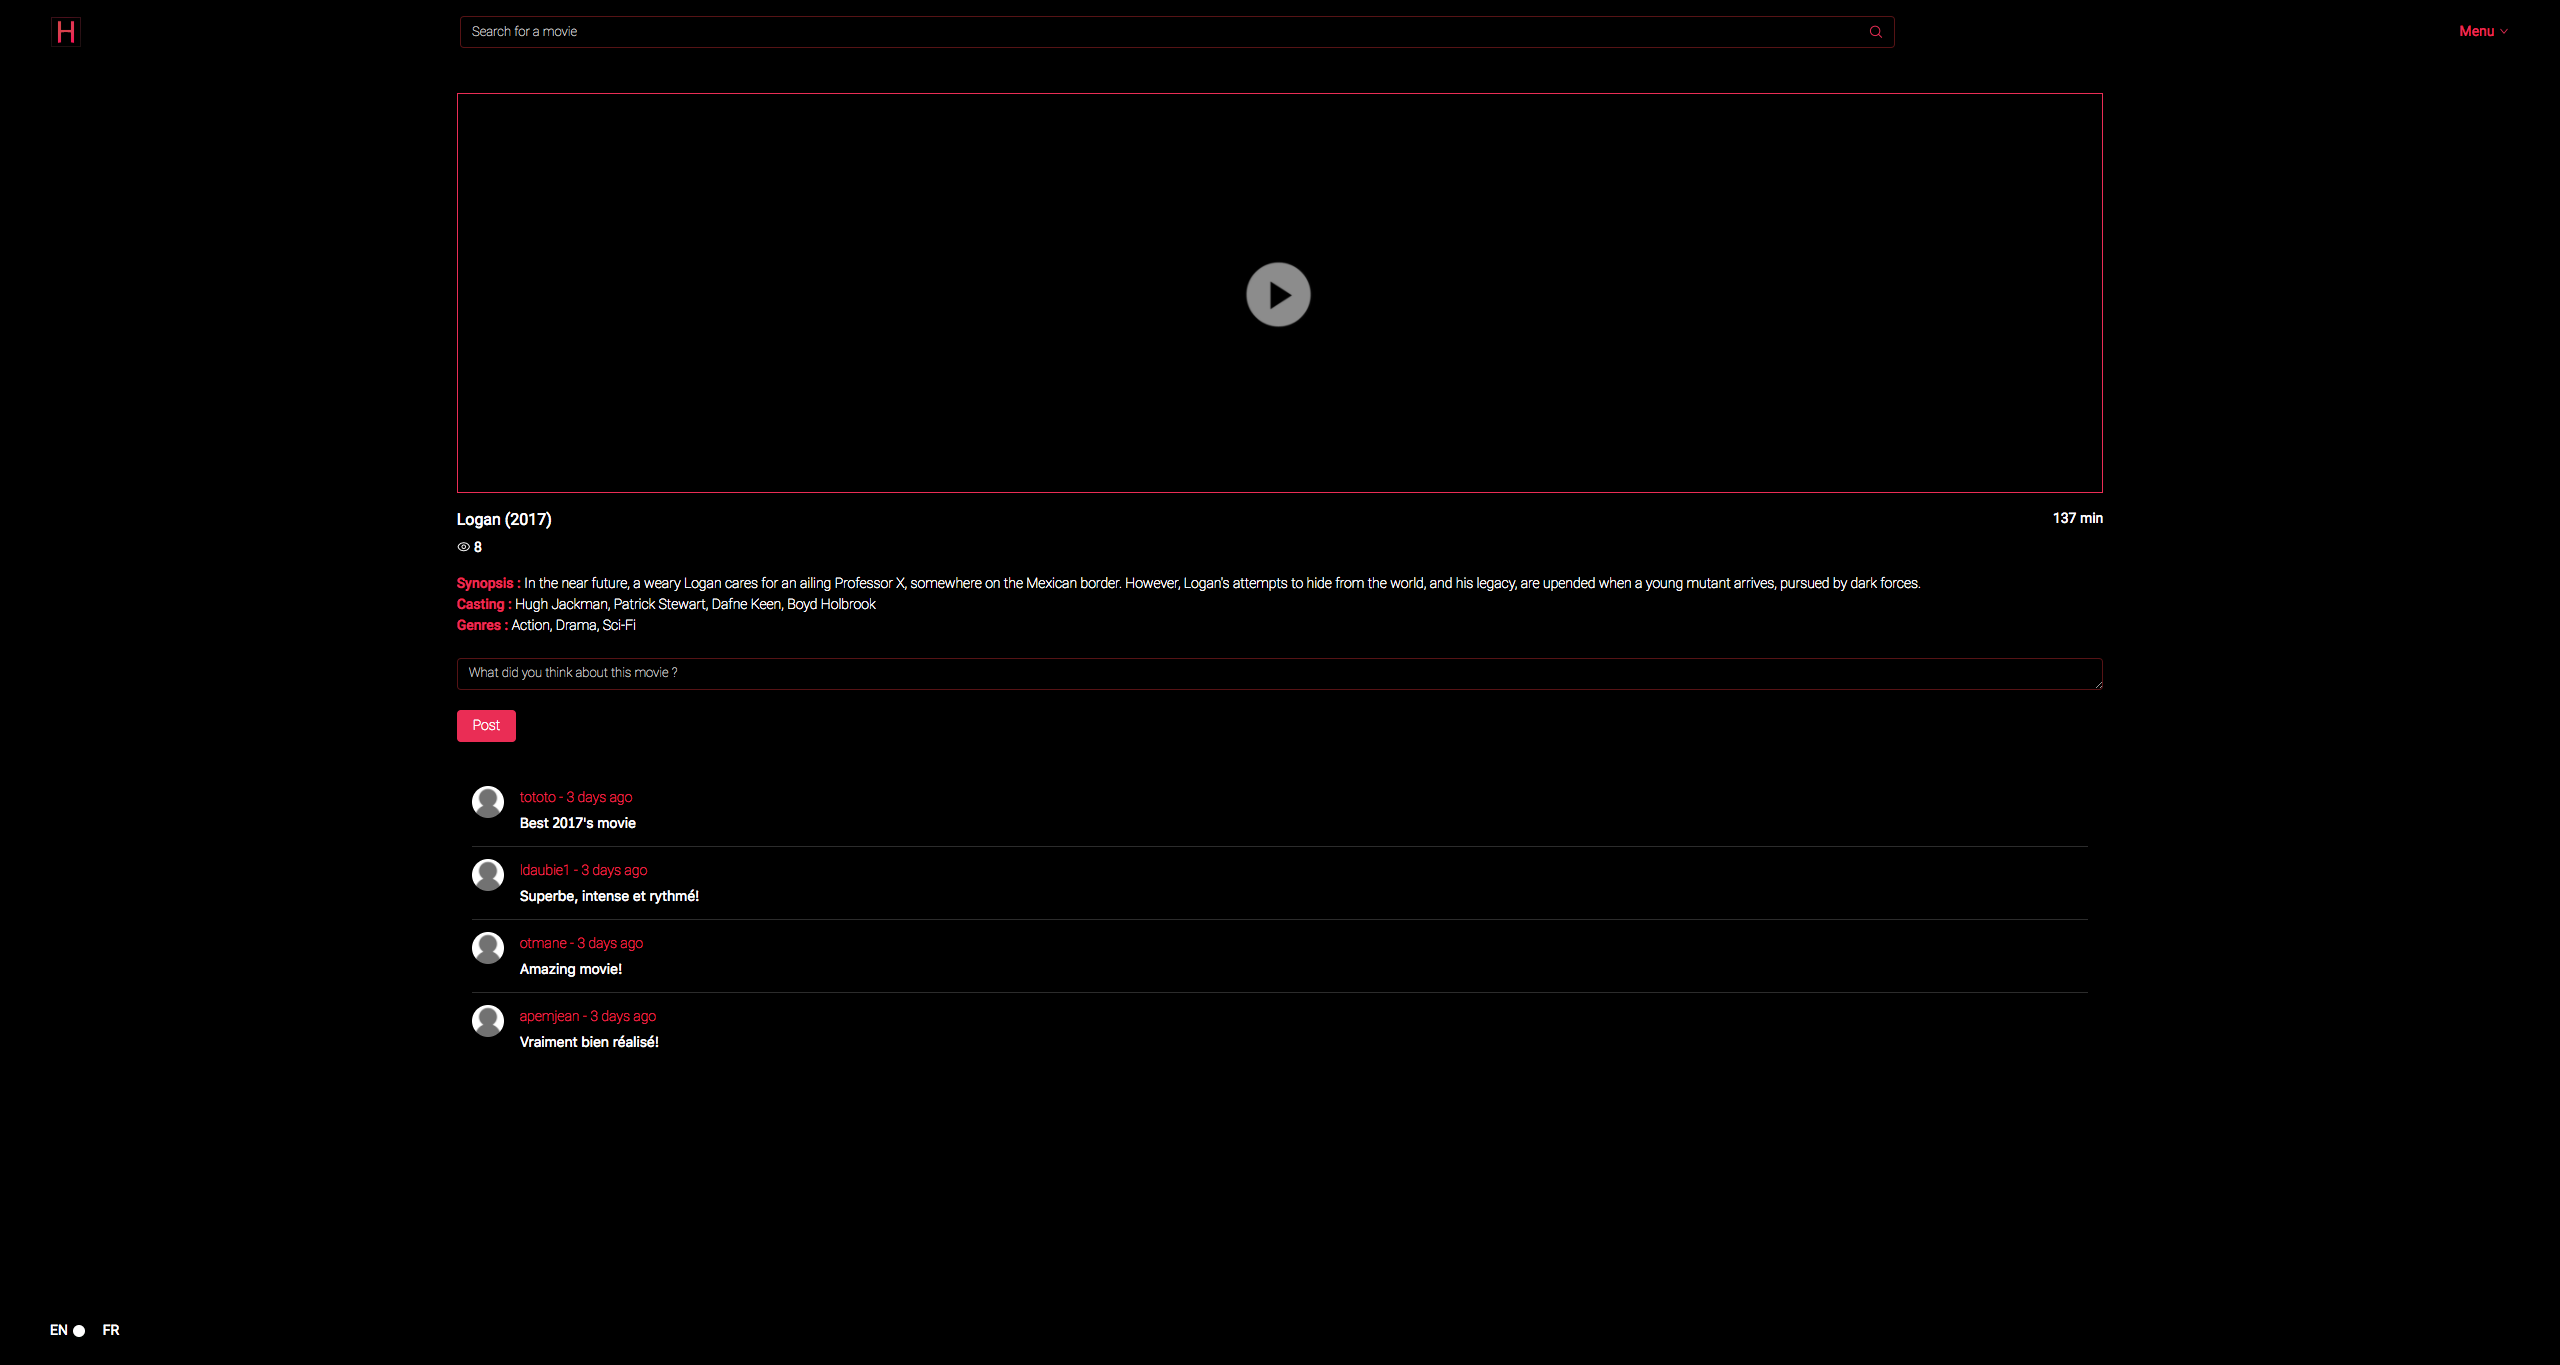 H
Search for a movie
Menu
Logan (2017)
137 min
8
Synopsis : In the near future, a weary Logan cares for an ailing Professor X, somewhere on the Mexican border. However, Logan's attempts to hide from the world, and his legacy, are upended when a young mutant arrives, pursued by dark forces.
Casting : Hugh Jackman, Patrick Stewart, Dafne Keen, Boyd Holbrook
Genres : Action, Drama, Sci-Fi
What did you think about this movie ?
Post
tototo - 3 days ago
Best 2017's movie
ldaubie1 - 3 days ago
Superbe, intense et rythmé!
otmane - 3 days ago
Amazing movie!
apemjean - 3 days ago
Vraiment bien réalisé!
EN FR